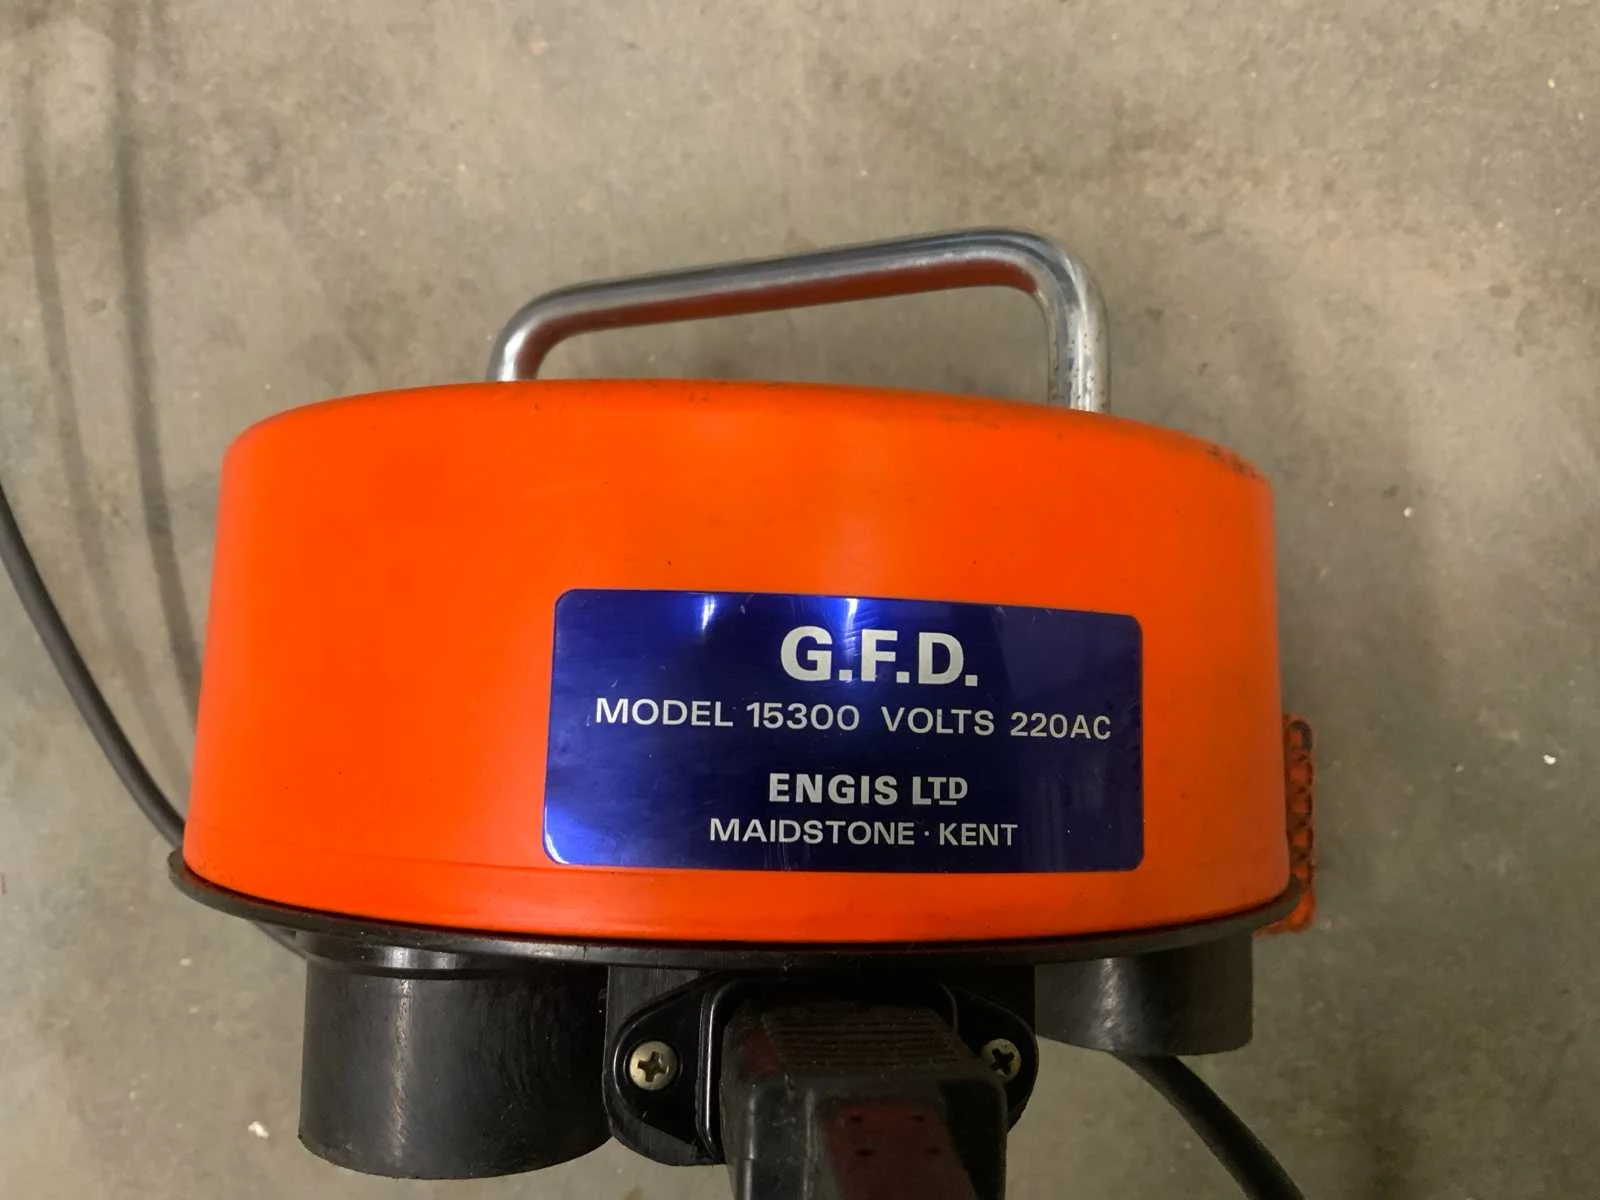 G.F.D.
MODEL 15300 VOLTS 220AC
ENGIS LTD
MAIDSTONE · KENT